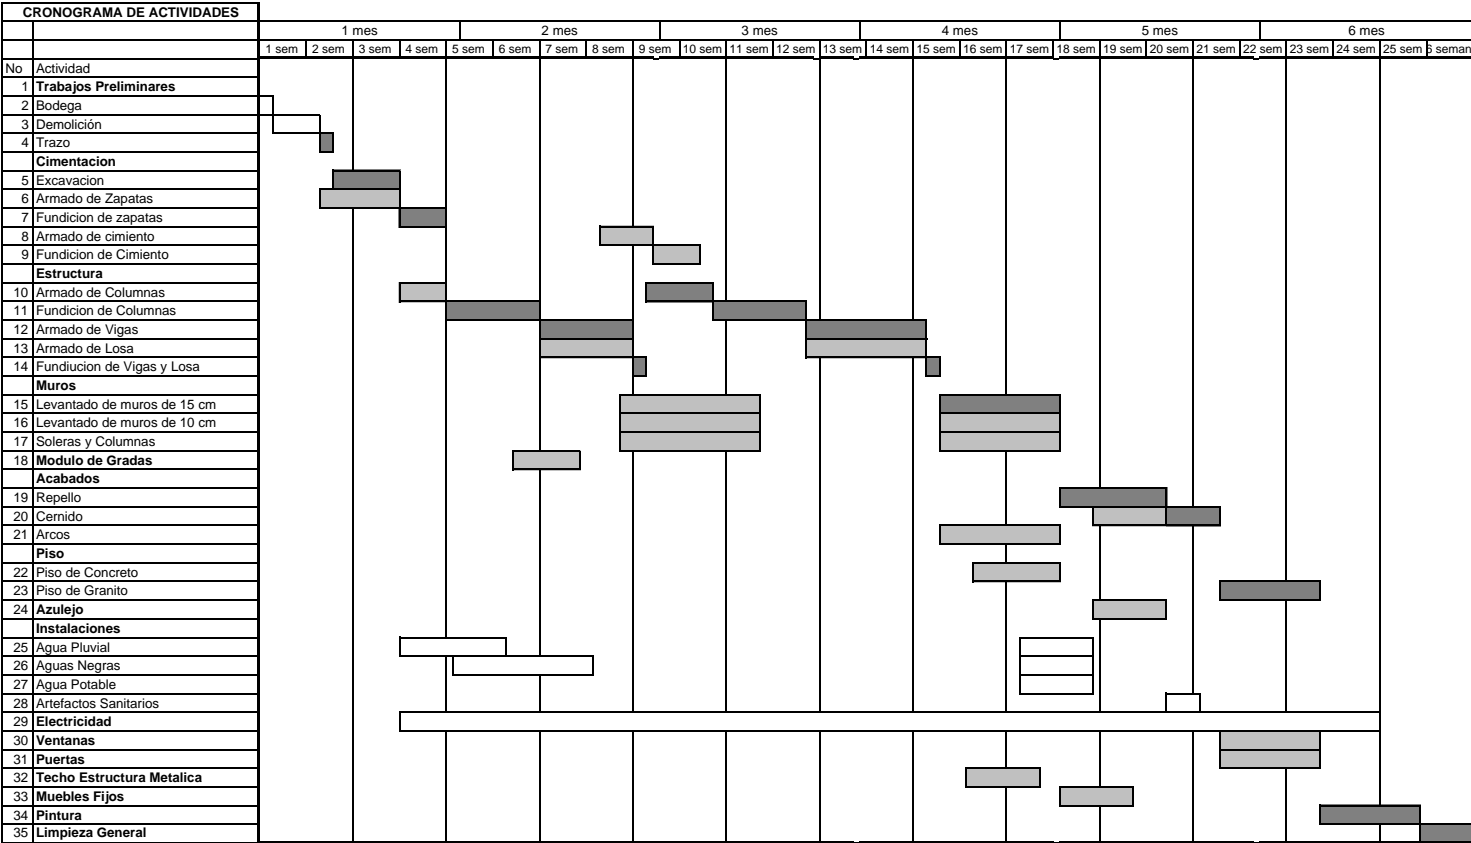 CRONOGRAMA DE ACTIVIDADES
1 mes 2 mes 3 mes 4 mes 5 mes 6 mes
1 sem 2 sem 3 sem 4 sem 5 sem 6 sem 7 sem 8 sem 9 sem 10 sem 11 sem 12 sem 13 sem 14 sem 15 sem 16 sem 17 sem 18 sem 19 sem 20 sem 21 sem 22 sem 23 sem 24 sem 25 sem 6 seman
No Actividad
1 Trabajos Preliminares
2 Bodega
3 Demolición
4 Trazo
Cimentacion
5 Excavacion
6 Armado de Zapatas
7 Fundicion de zapatas
8 Armado de cimiento
9 Fundicion de Cimiento
Estructura
10 Armado de Columnas
11 Fundicion de Columnas
12 Armado de Vigas
13 Armado de Losa
14 Fundiucion de Vigas y Losa
Muros
15 Levantado de muros de 15 cm
16 Levantado de muros de 10 cm
17 Soleras y Columnas
18 Modulo de Gradas
Acabados
19 Repello
20 Cernido
21 Arcos
Piso
22 Piso de Concreto
23 Piso de Granito
24 Azulejo
Instalaciones
25 Agua Pluvial
26 Aguas Negras
27 Agua Potable
28 Artefactos Sanitarios
29 Electricidad
30 Ventanas
31 Puertas
32 Techo Estructura Metalica
33 Muebles Fijos
34 Pintura
35 Limpieza General